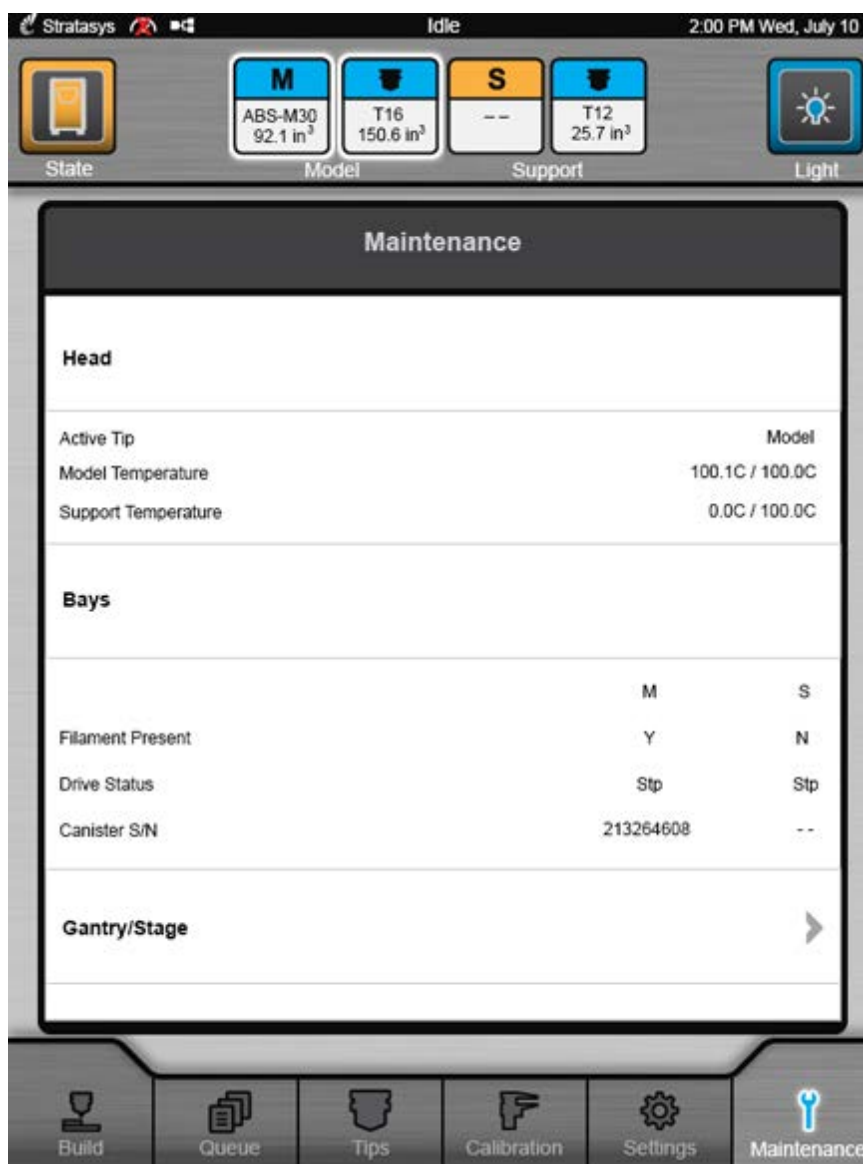 Stratasys Idle 2:00 PM Wed, July 10
M S
ABS-M30 T16 -- T12
92.1 in³ 150.6 in³ 25.7 in³
State Model Support Light
Maintenance
Head
Active Tip Model
Model Temperature 100.1C / 100.0C
Support Temperature 0.0C / 100.0C
Bays
M S
Filament Present Y N
Drive Status Stp Stp
Canister S/N 213264608 --
Gantry/Stage
Build Queue Tips Calibration Settings Maintenance